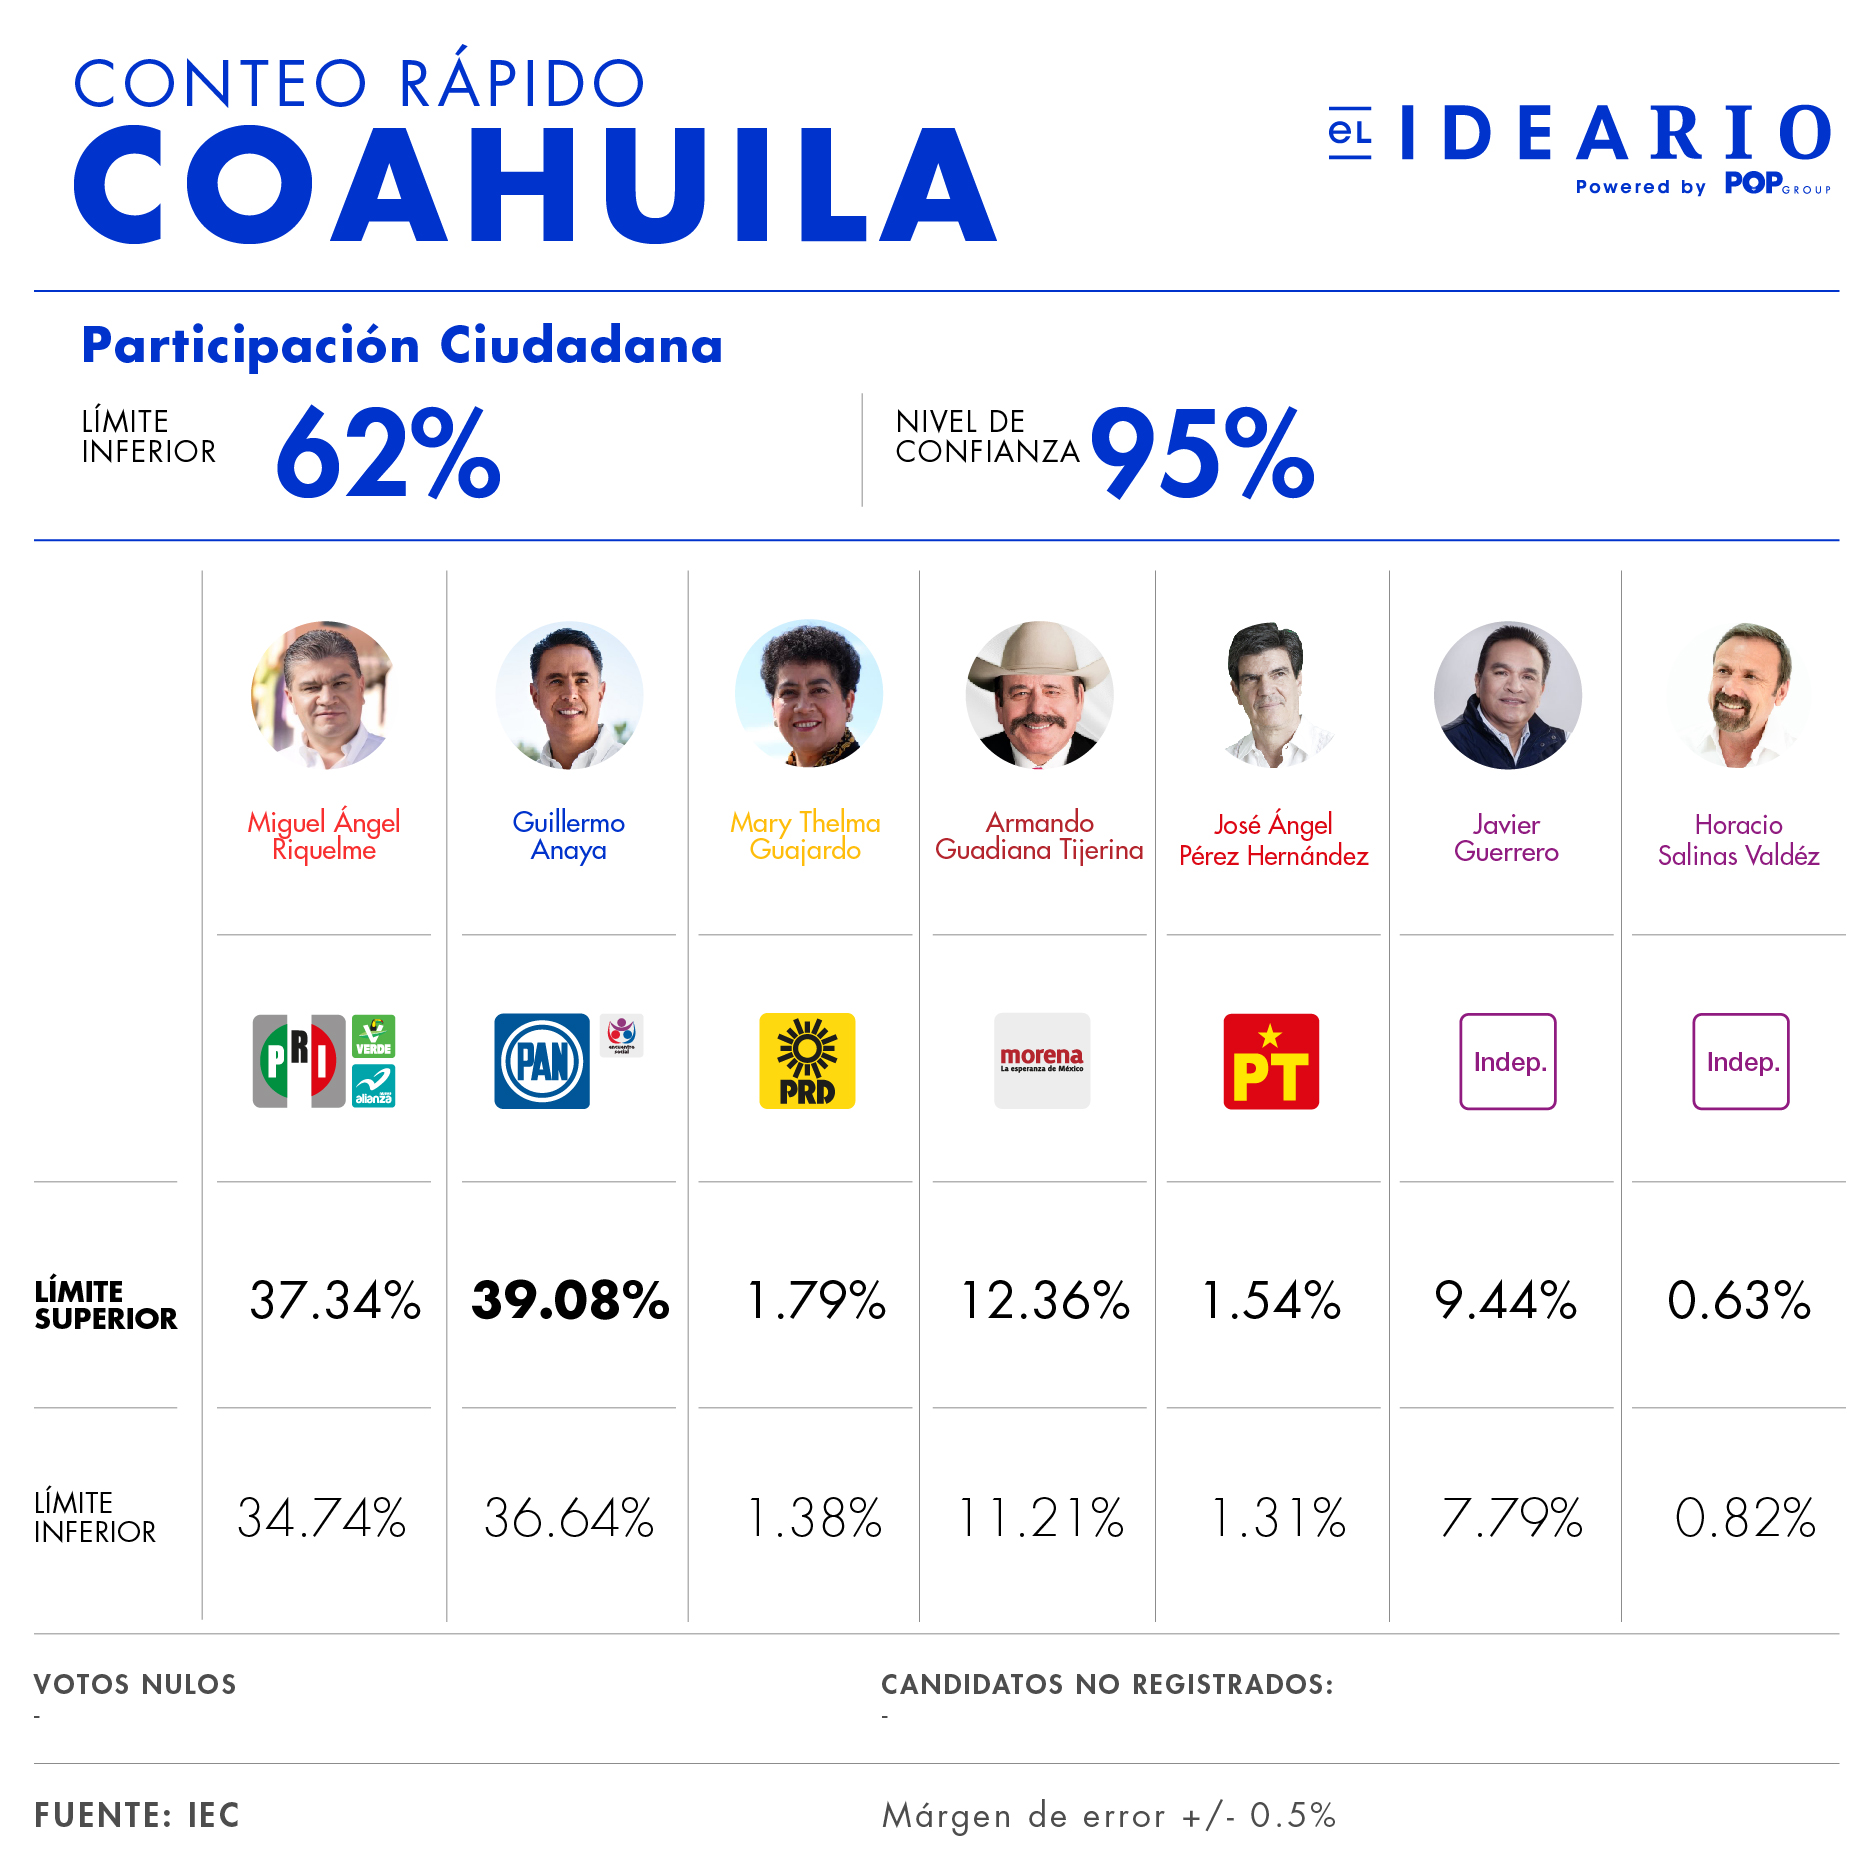 CONTEO RÁPIDO
COAHUILA
eL IDEARIO
Powered by POP GROUP
Participación Ciudadana
LÍMITE
INFERIOR
62%
NIVEL DE
CONFIANZA
95%
Miguel Ángel
Riquelme
Guillermo
Anaya
Mary Thelma
Guajardo
Armando
Guadiana Tijerina
José Ángel
Pérez Hernández
Javier
Guerrero
Horacio
Salinas Valdéz
PRI
VERDE
alianza
PAN
encuentro
social
PRD
morena
La esperanza de México
PT
Indep.
Indep.
LÍMITE
SUPERIOR
37.34%
39.08%
1.79%
12.36%
1.54%
9.44%
0.63%
LÍMITE
INFERIOR
34.74%
36.64%
1.38%
11.21%
1.31%
7.79%
0.82%
VOTOS NULOS
-
CANDIDATOS NO REGISTRADOS:
-
FUENTE: IEC
Márgen de error +/- 0.5%